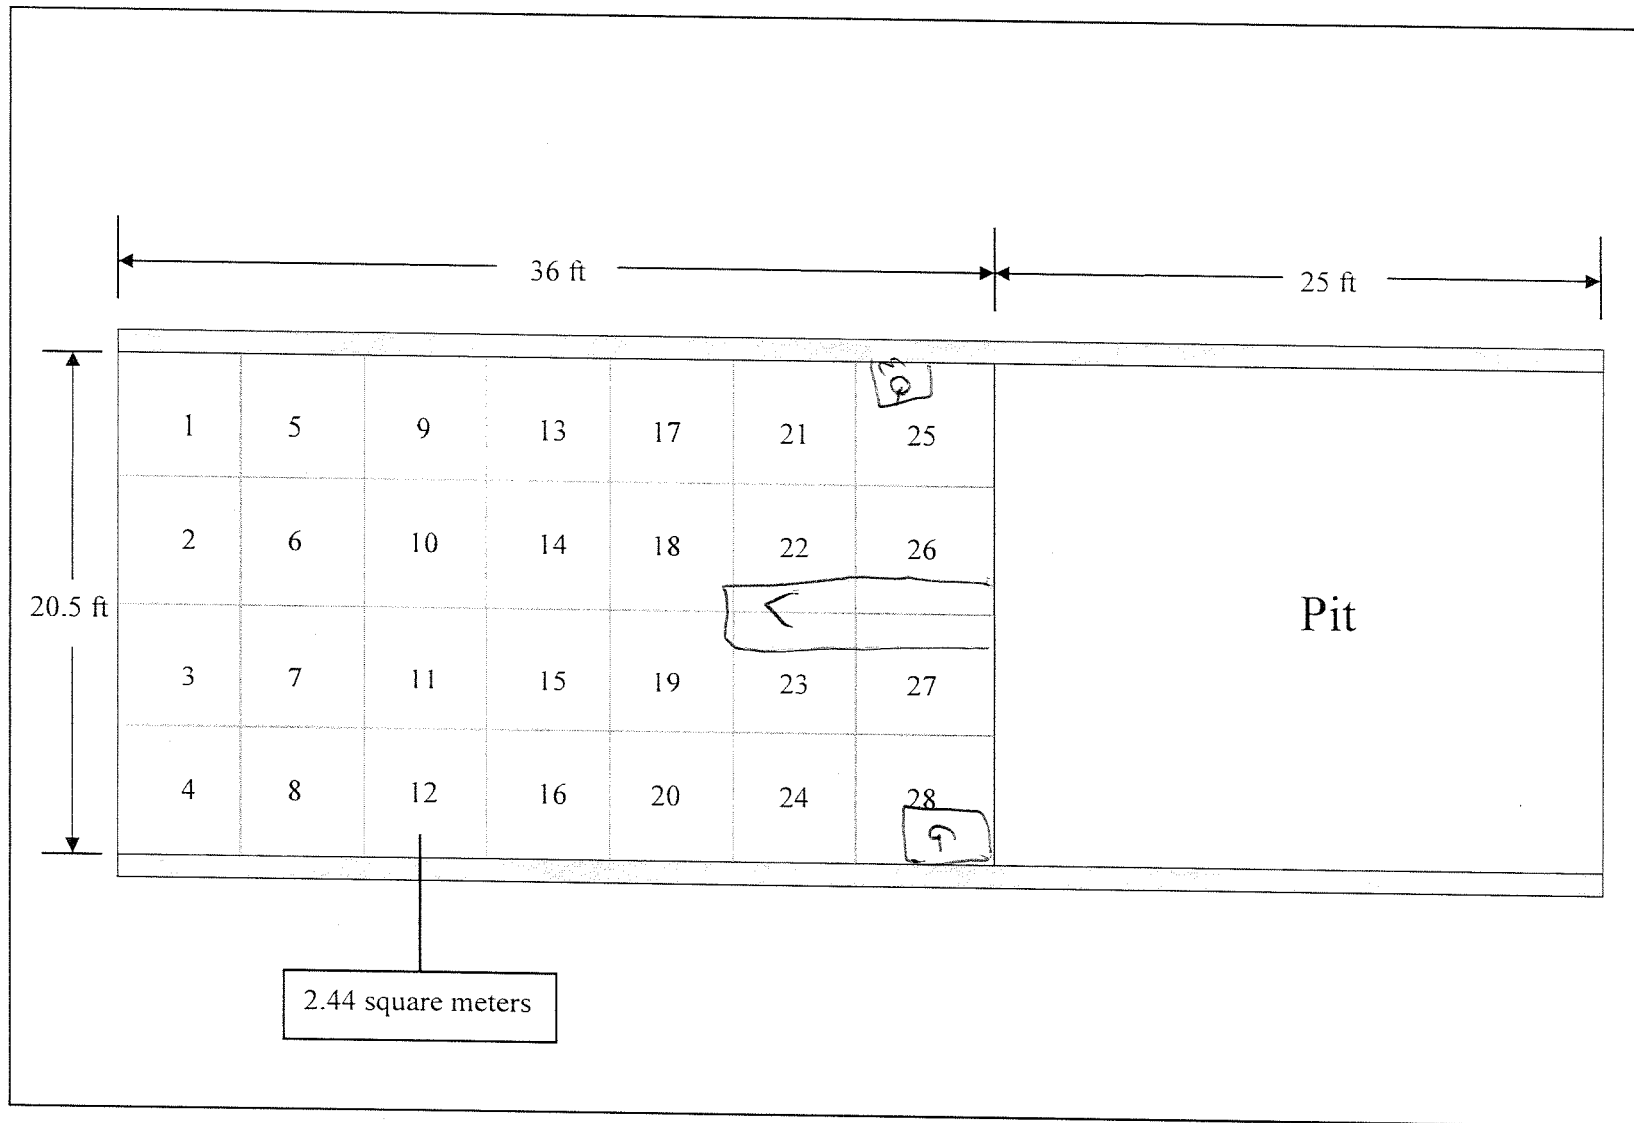 36 ft
25 ft
1 5 9 13 17 21 25
2 6 10 14 18 22 26
20.5 ft
Pit
3 7 11 15 19 23 27
4 8 12 16 20 24 28
G
2.44 square meters